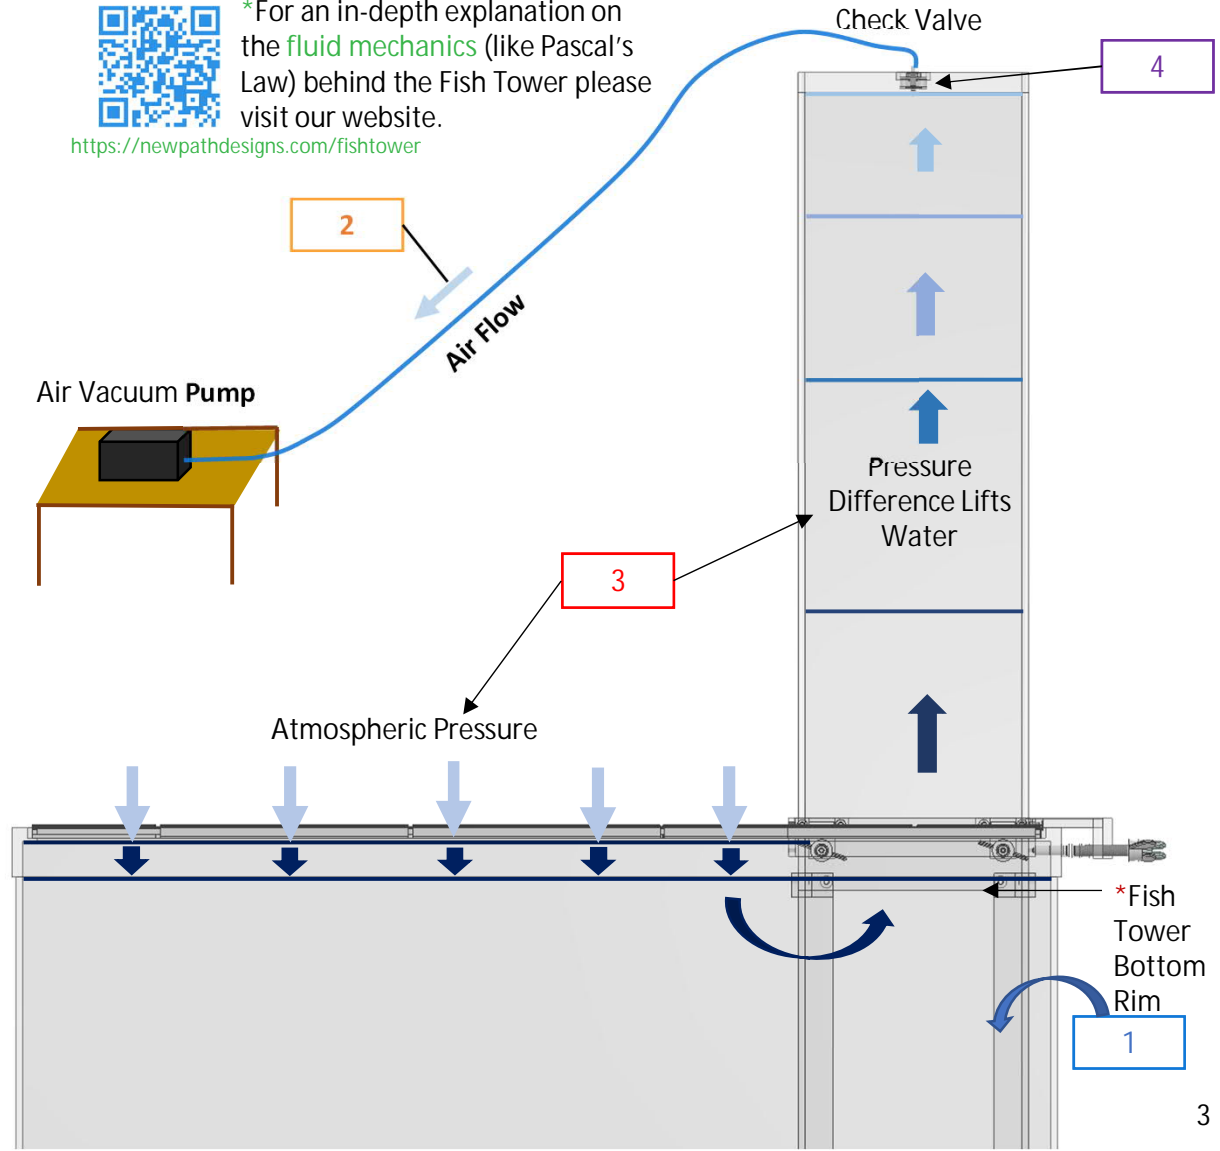 *For an in-depth explanation on
the fluid mechanics (like Pascal's
Law) behind the Fish Tower please
visit our website.
https://newpathdesigns.com/fishtower
Check Valve
4
2
Air Flow
Air Vacuum Pump
Pressure
Difference Lifts
Water
3
Atmospheric Pressure
*Fish
Tower
Bottom
Rim
1
3